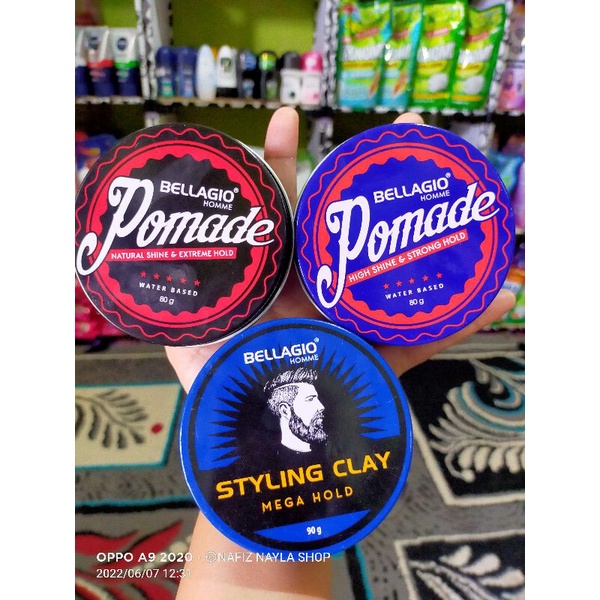 BELLAGIO®
HOMME
Pomade
NATURAL SHINE & EXTREME HOLD
WATER BASED
80 g
BELLAGIO®
HOMME
Pomade
HIGH SHINE & STRONG HOLD
WATER BASED
80 g
BELLAGIO®
HOMME
STYLING CLAY
MEGA HOLD
90 g
OPPO A9 2020 · ©NAFIZ NAYLA SHOP
2022/06/07 12:31